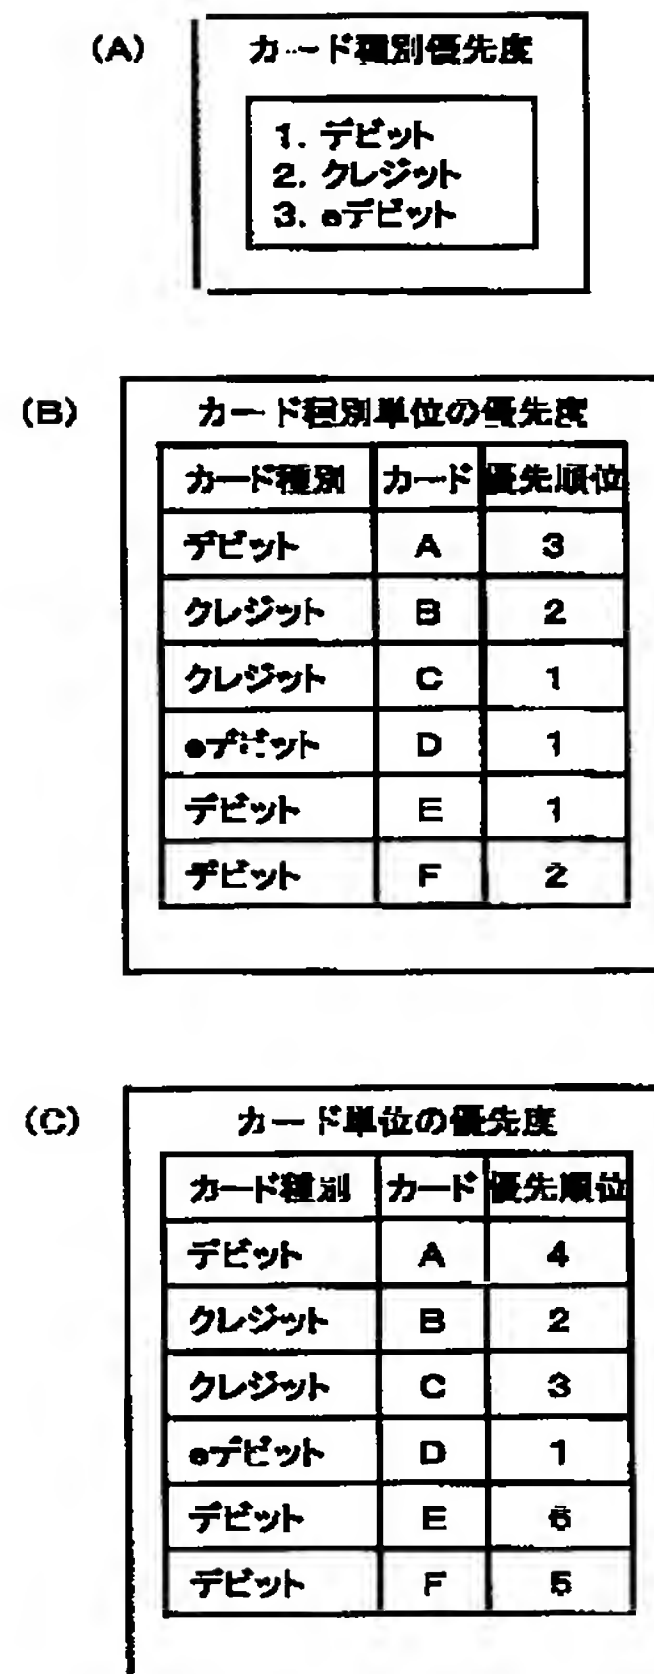 (A)
カード種別優先度
1. デビット
2. クレジット
3. eデビット
(B)
カード種別単位の優先度
カード種別 カード 優先順位
デビット A 3
クレジット B 2
クレジット C 1
eデビット D 1
デビット E 1
デビット F 2
(C)
カード単位の優先度
カード種別 カード 優先順位
デビット A 4
クレジット B 2
クレジット C 3
eデビット D 1
デビット E 6
デビット F 5